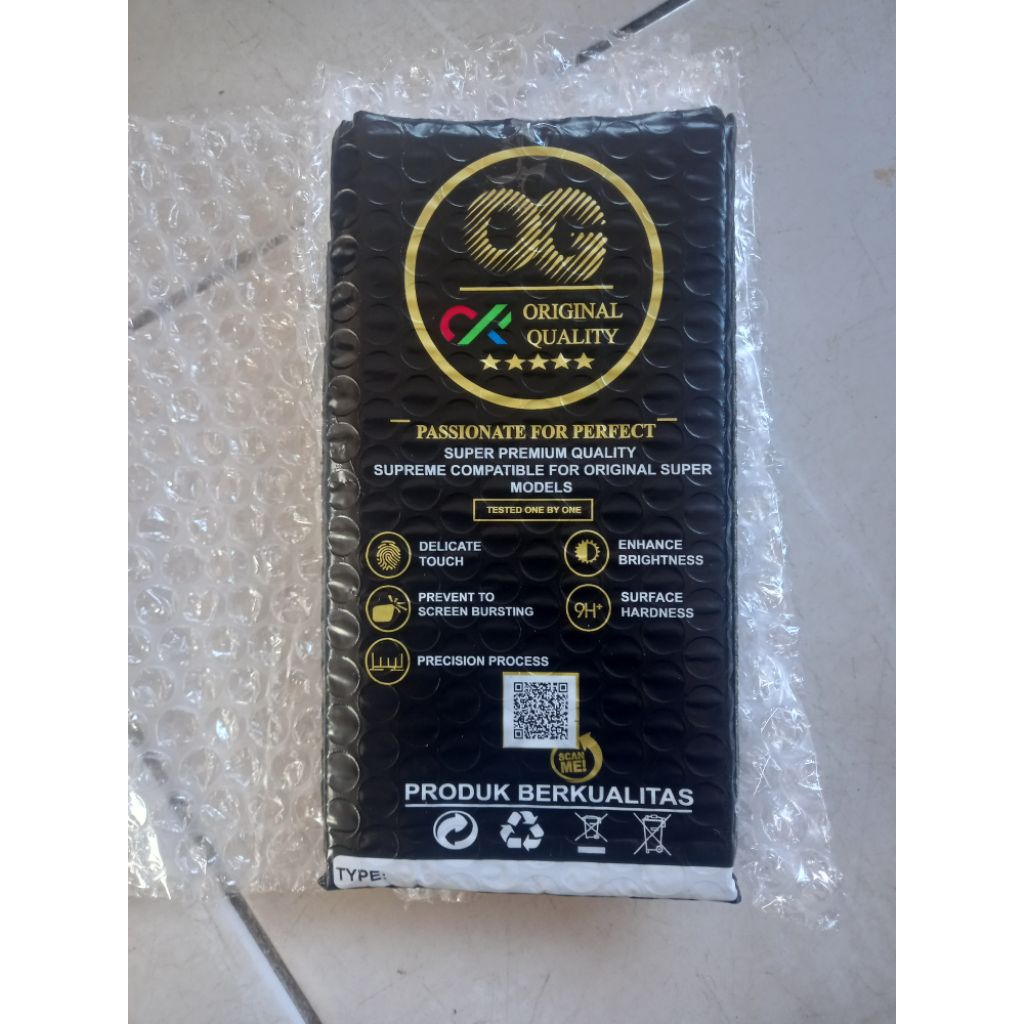 OG
ORIGINAL
QUALITY
PASSIONATE FOR PERFECT
SUPER PREMIUM QUALITY
SUPREME COMPATIBLE FOR ORIGINAL SUPER
MODELS
TESTED ONE BY ONE
DELICATE
TOUCH
ENHANCE
BRIGHTNESS
PREVENT TO
SCREEN BURSTING
9H+
SURFACE
HARDNESS
PRECISION PROCESS
SCAN
ME!
PRODUK BERKUALITAS
TYPE: